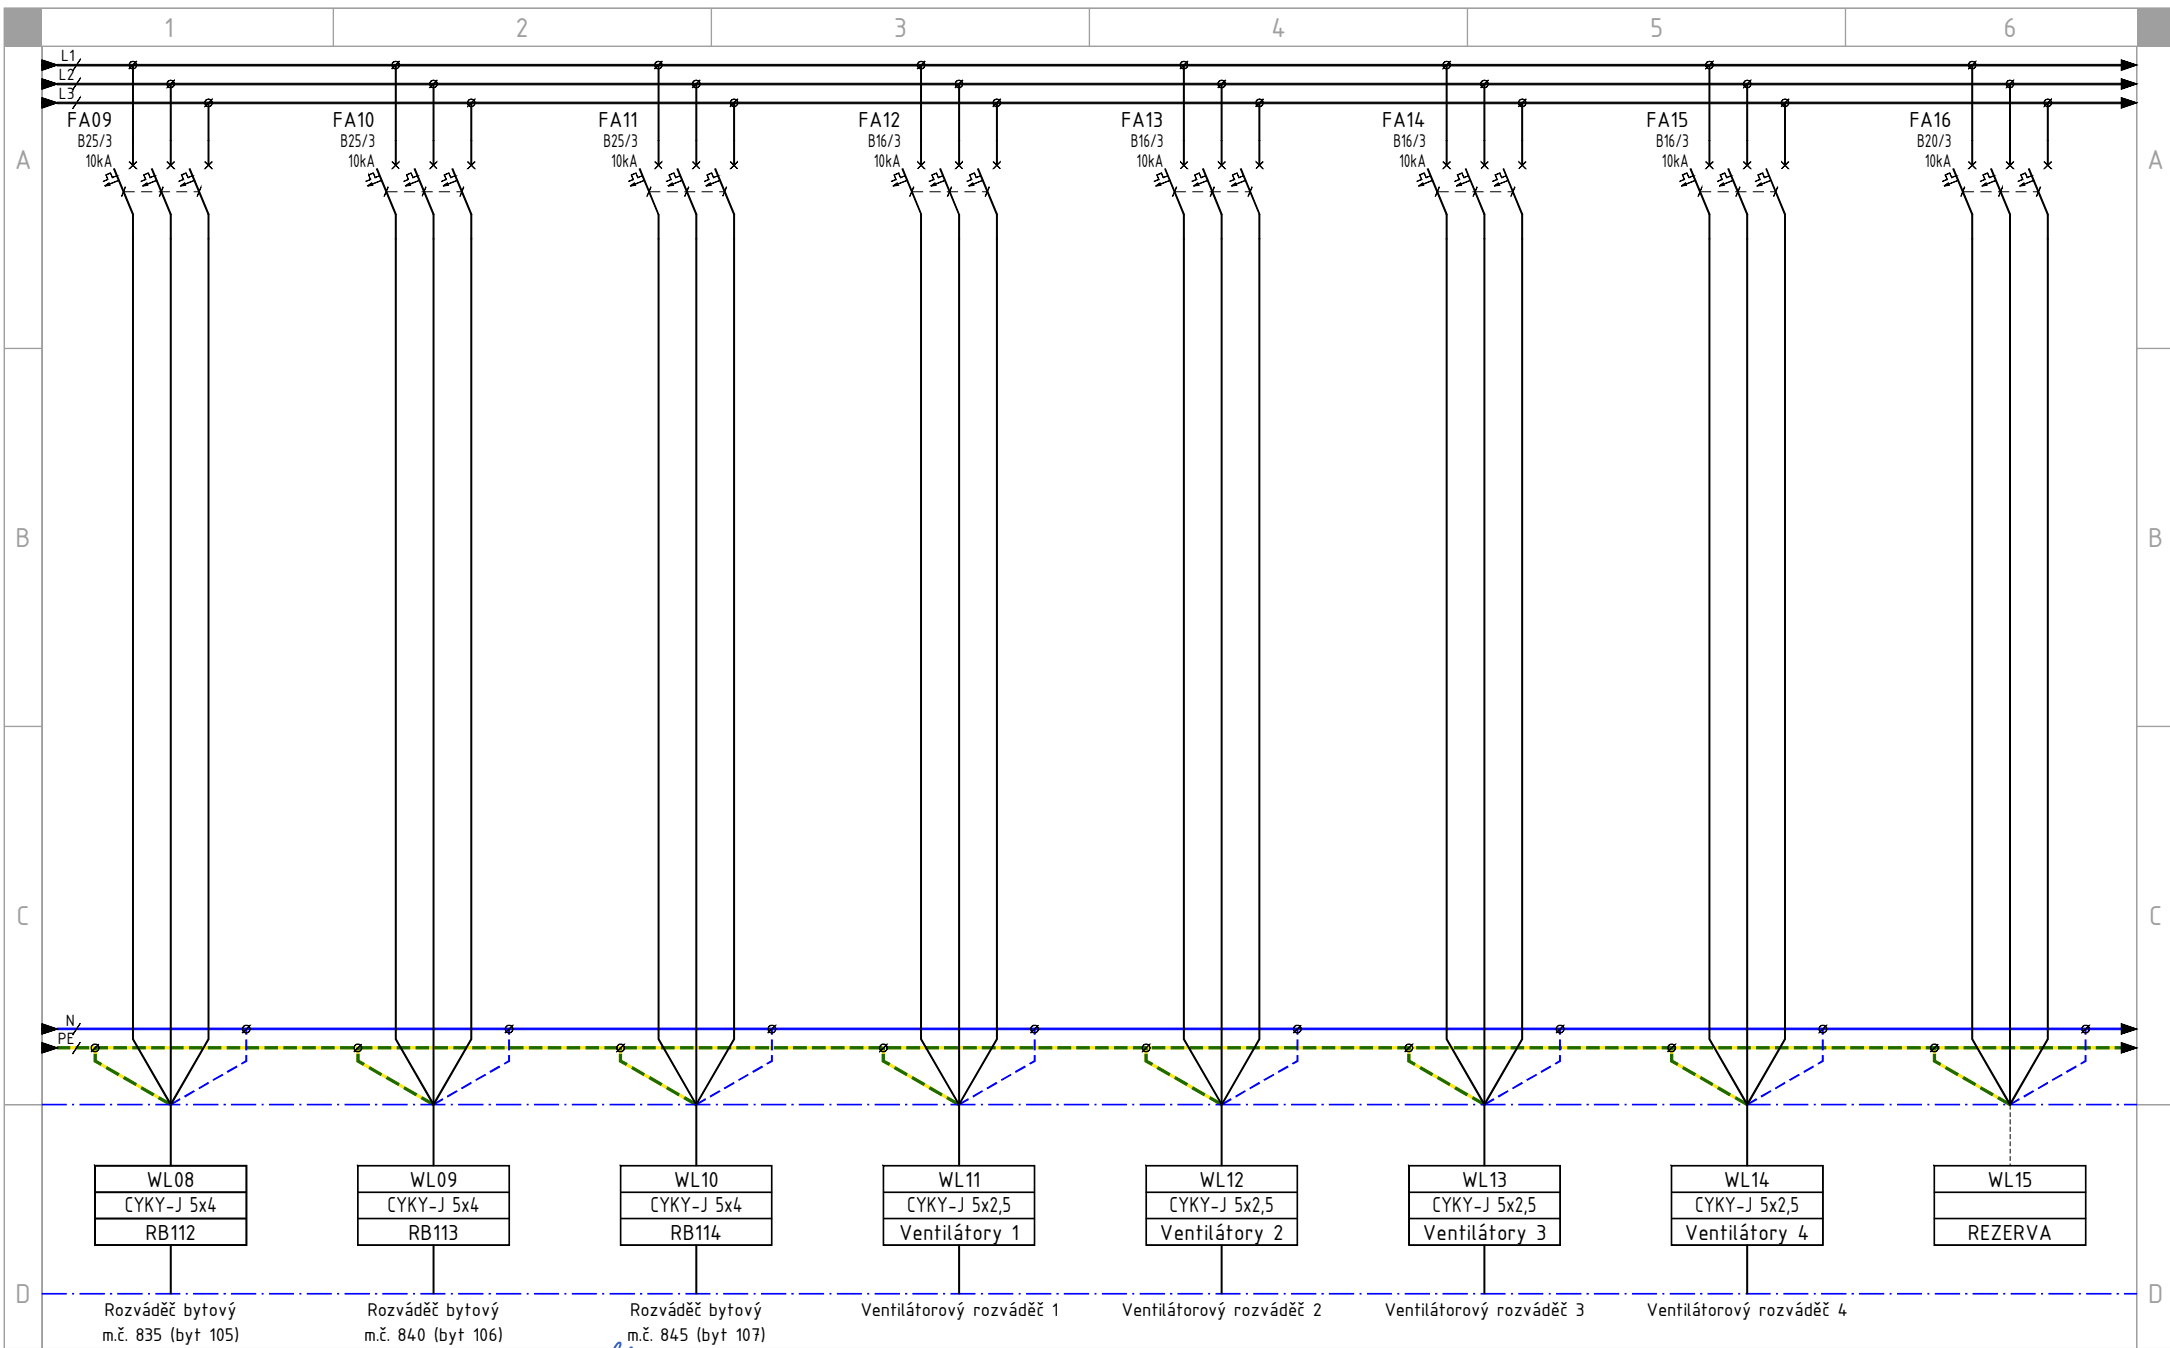 1 2 3 4 5 6
L1
L2
L3
FA09 FA10 FA11 FA12 FA13 FA14 FA15 FA16
B25/3 B25/3 B25/3 B16/3 B16/3 B16/3 B16/3 B20/3
10kA 10kA 10kA 10kA 10kA 10kA 10kA 10kA
A A
B B
C C
N
PE
WL08 WL09 WL10 WL11 WL12 WL13 WL14 WL15
CYKY-J 5x4 CYKY-J 5x4 CYKY-J 5x4 CYKY-J 5x2,5 CYKY-J 5x2,5 CYKY-J 5x2,5 CYKY-J 5x2,5
RB112 RB113 RB114 Ventilátory 1 Ventilátory 2 Ventilátory 3 Ventilátory 4 REZERVA
D D
Rozváděč bytový Rozváděč bytový Rozváděč bytový Ventilátorový rozváděč 1 Ventilátorový rozváděč 2 Ventilátorový rozváděč 3 Ventilátorový rozváděč 4
m.č. 835 (byt 105) m.č. 840 (byt 106) m.č. 845 (byt 107)